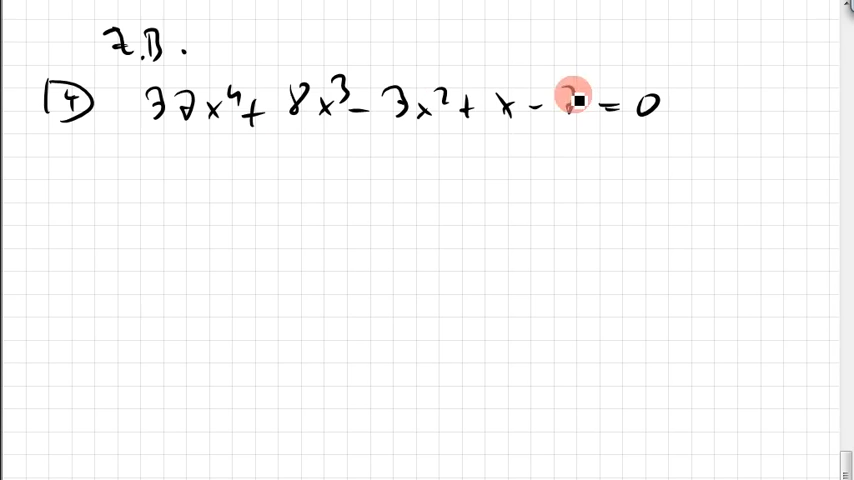 z.B.
4 32x⁴ + 8x³ - 3x² + x - = 0